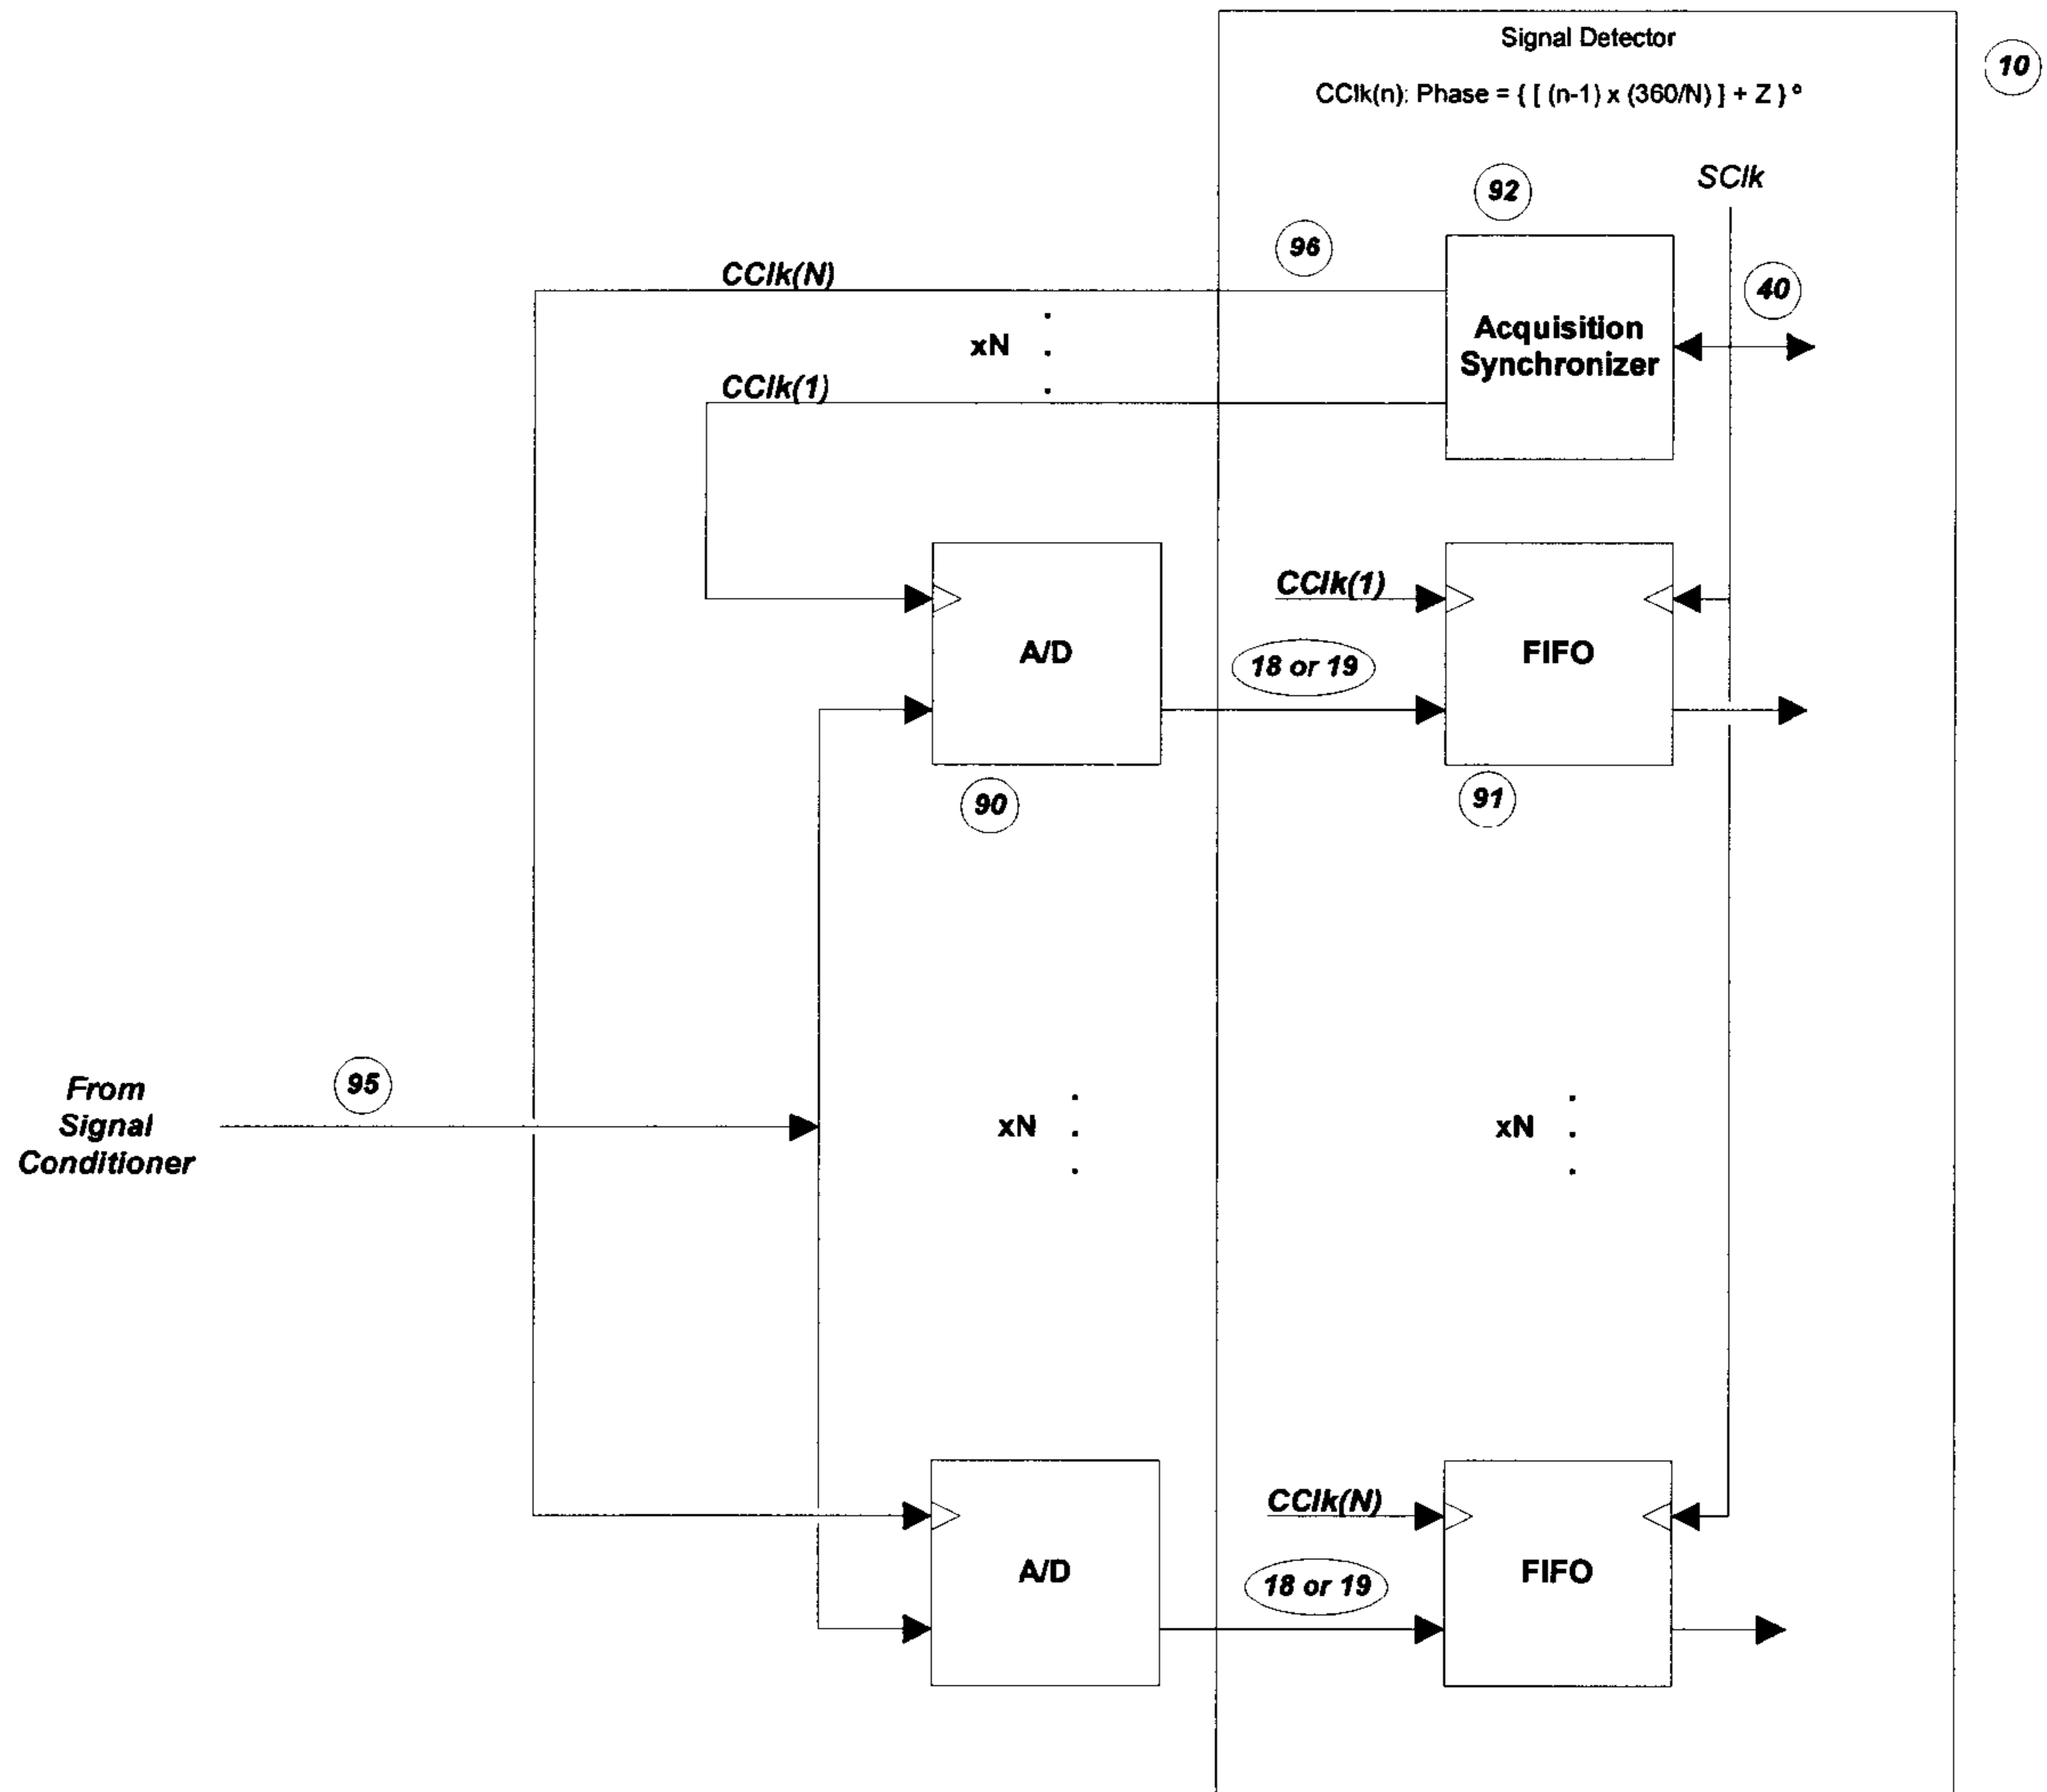 Signal Detector
10
CClk(n): Phase = { [ (n-1) x (360/N) ] + Z } °
SClk
92
96
CClk(N)
40
xN
Acquisition
Synchronizer
CClk(1)
CClk(1)
A/D
FIFO
18 or 19
90
91
From
Signal
Conditioner
95
xN
xN
CClk(N)
A/D
FIFO
18 or 19